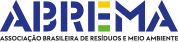 ABREMA
ASSOCIAÇÃO BRASILEIRA DE RESÍDUOS E MEIO AMBIENTE